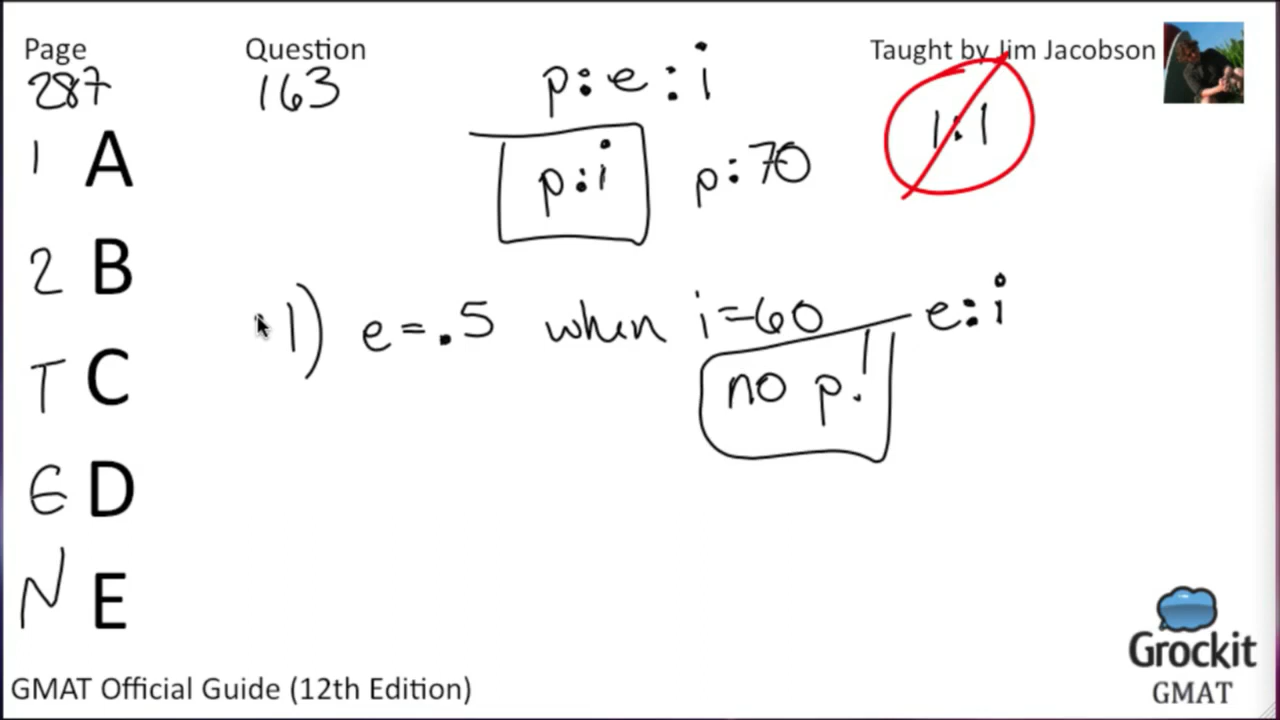 Page Question Taught by Jim Jacobson
287 163 p:e:i 1:1
1 A p:i p:70
2 B
1) e=.5 when i=60 e:i
T C no p!
E D
N E
Grockit
GMAT
GMAT Official Guide (12th Edition)